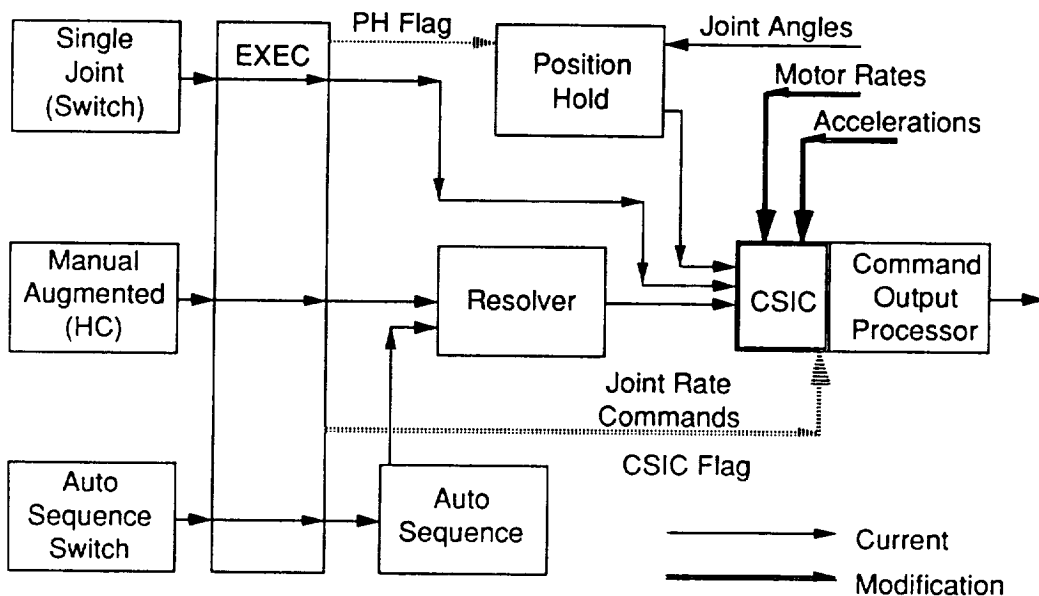 Single
Joint
(Switch)
EXEC
PH Flag
Position
Hold
Joint Angles
Motor Rates
Accelerations
Manual
Augmented
(HC)
Resolver
CSIC
Command
Output
Processor
Joint Rate
Commands
CSIC Flag
Auto
Sequence
Switch
Auto
Sequence
Current
Modification